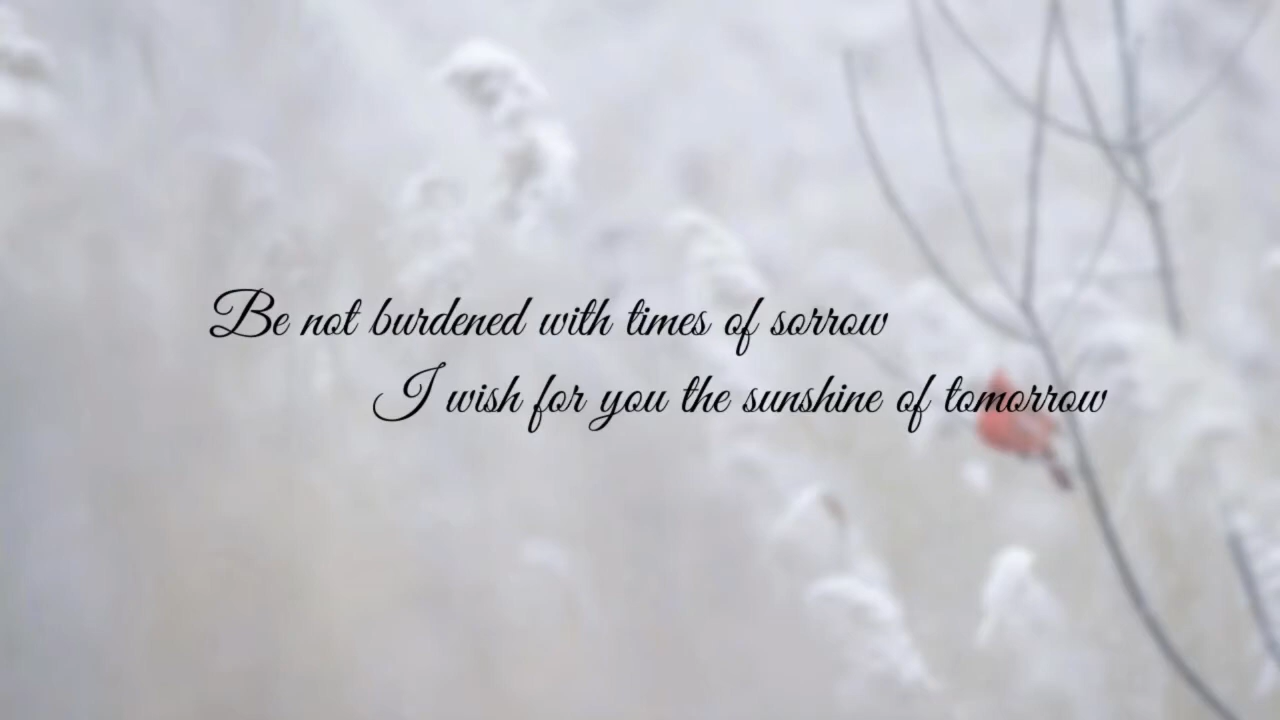 Be not burdened with times of sorrow
I wish for you the sunshine of tomorrow